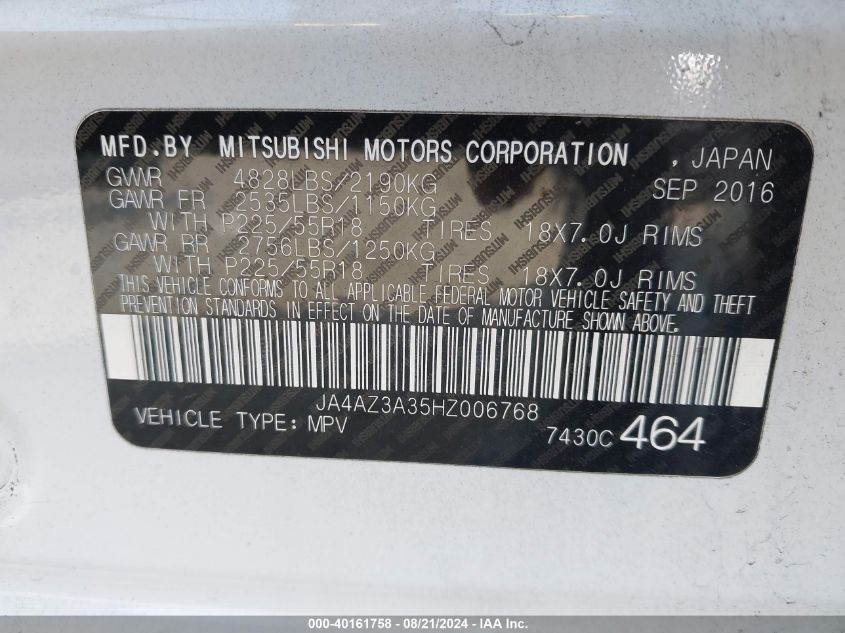 MFD.BY MITSUBISHI MOTORS CORPORATION , JAPAN
GVWR 4828LBS/2190KG SEP 2016
GAWR FR 2535LBS/1150KG
WITH P225/55R18 TIRES 18X7.0J RIMS
GAWR RR 2756LBS/1250KG
WITH P225/55R18 TIRES 18X7.0J RIMS
THIS VEHICLE CONFORMS TO ALL APPLICABLE FEDERAL MOTOR VEHICLE SAFETY AND THEFT
PREVENTION STANDARDS IN EFFECT ON THE DATE OF MANUFACTURE SHOWN ABOVE.
JA4AZ3A35HZ006768
VEHICLE TYPE: MPV 7430C 464
000-40161758 - 08/21/2024 - IAA Inc.